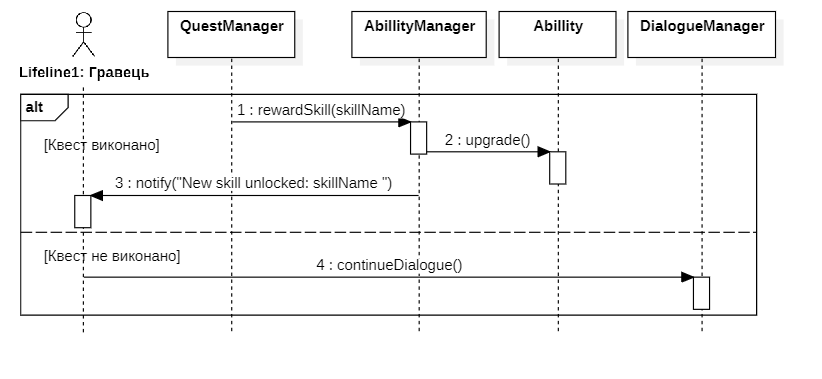 QuestManager
AbillityManager
Abillity
DialogueManager
Lifeline1: Гравець
alt
1 : rewardSkill(skillName)
[Квест виконано]
2 : upgrade()
3 : notify("New skill unlocked: skillName ")
[Квест не виконано]
4 : continueDialogue()